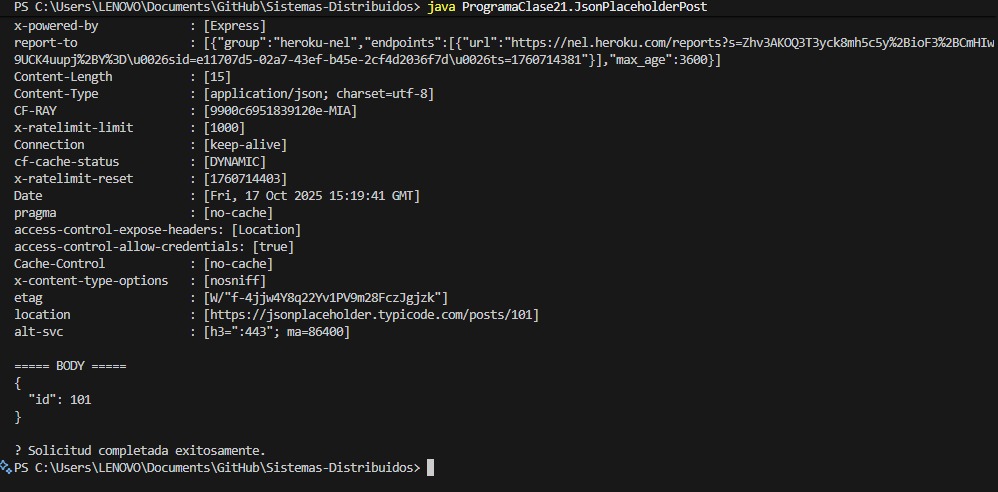 PS C:\Users\LENOVO\Documents\GitHub\Sistemas-Distribuidos> java ProgramaClase21.JsonPlaceholderPost
x-powered-by : [Express]
report-to : [{"group":"heroku-nel","endpoints":[{"url":"https://nel.heroku.com/reports?s=Zhv3AKOQ3T3yck8mh5c5y%2BioF3%2BCmHIw
9UCK4uupj%2BY%3D\u0026sid=e11707d5-02a7-43ef-b45e-2cf4d2036f7d\u0026ts=1760714381"}],"max_age":3600}]
Content-Length : [15]
Content-Type : [application/json; charset=utf-8]
CF-RAY : [9900c6951839120e-MIA]
x-ratelimit-limit : [1000]
Connection : [keep-alive]
cf-cache-status : [DYNAMIC]
x-ratelimit-reset : [1760714403]
Date : [Fri, 17 Oct 2025 15:19:41 GMT]
pragma : [no-cache]
access-control-expose-headers: [Location]
access-control-allow-credentials: [true]
Cache-Control : [no-cache]
x-content-type-options : [nosniff]
etag : [W/"f-4jjw4Y8q22Yv1PV9m28FczJgjzk"]
location : [https://jsonplaceholder.typicode.com/posts/101]
alt-svc : [h3=":443"; ma=86400]
===== BODY =====
{
"id": 101
}
? Solicitud completada exitosamente.
PS C:\Users\LENOVO\Documents\GitHub\Sistemas-Distribuidos>